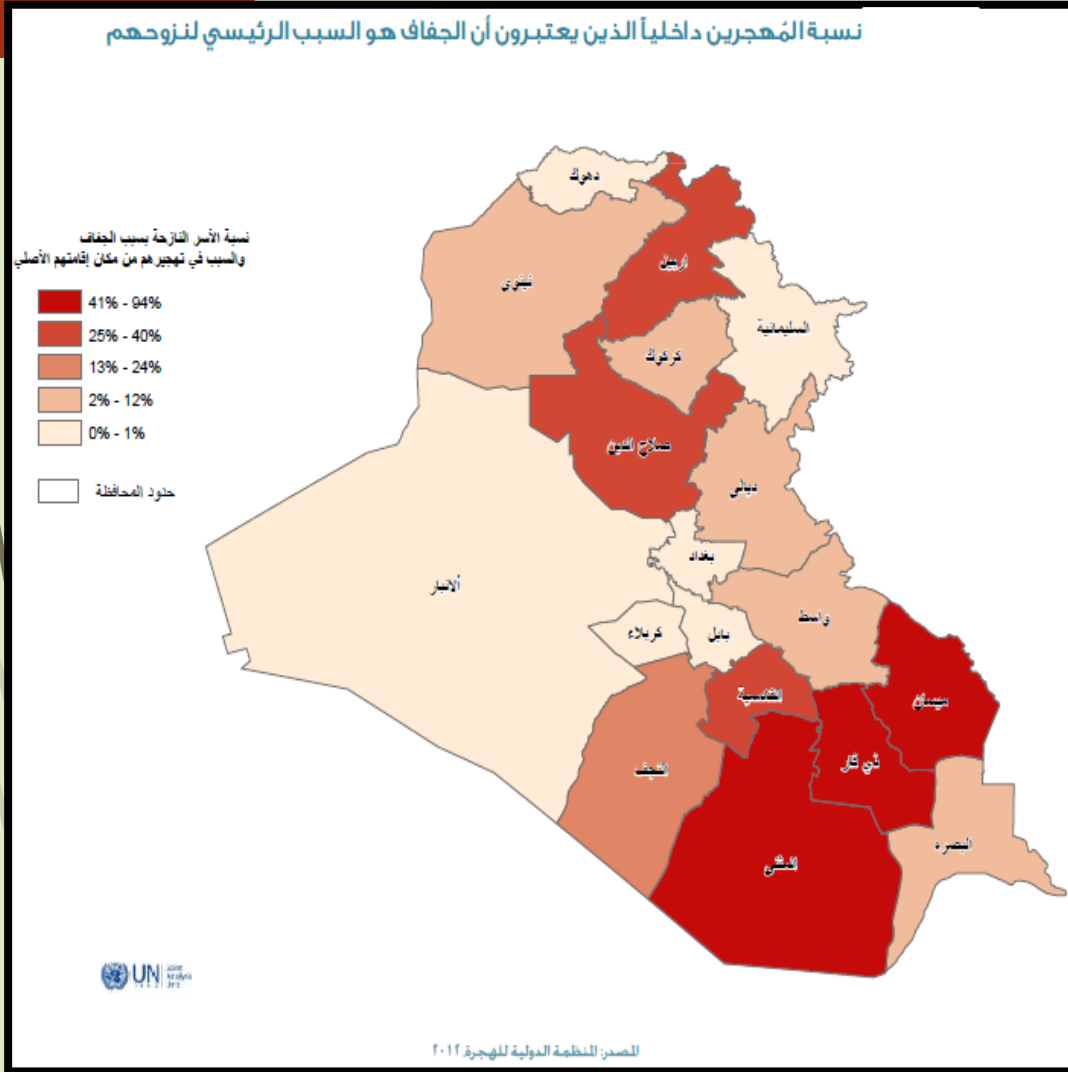 نسبة المُهجرين داخلياً الذين يعتبرون أن الجفاف هو السبب الرئيسي لنزوحهم
نسبة الأسر النازحة بسبب الجفاف
والسبب في تهجيرهم من مكان إقامتهم الأصلي
41% - 94%
25% - 40%
13% - 24%
2% - 12%
0% - 1%
حدود المحافظة
دهوك
اربيل
نينوى
السليمانية
كركوك
صلاح الدين
ديالى
بغداد
ألانبار
واسط
كربلاء
بابل
القادسية
ميسان
ذي قار
النجف
البصره
المثنى
UN
المصدر: المنظمة الدولية للهجرة ٢٠١٢